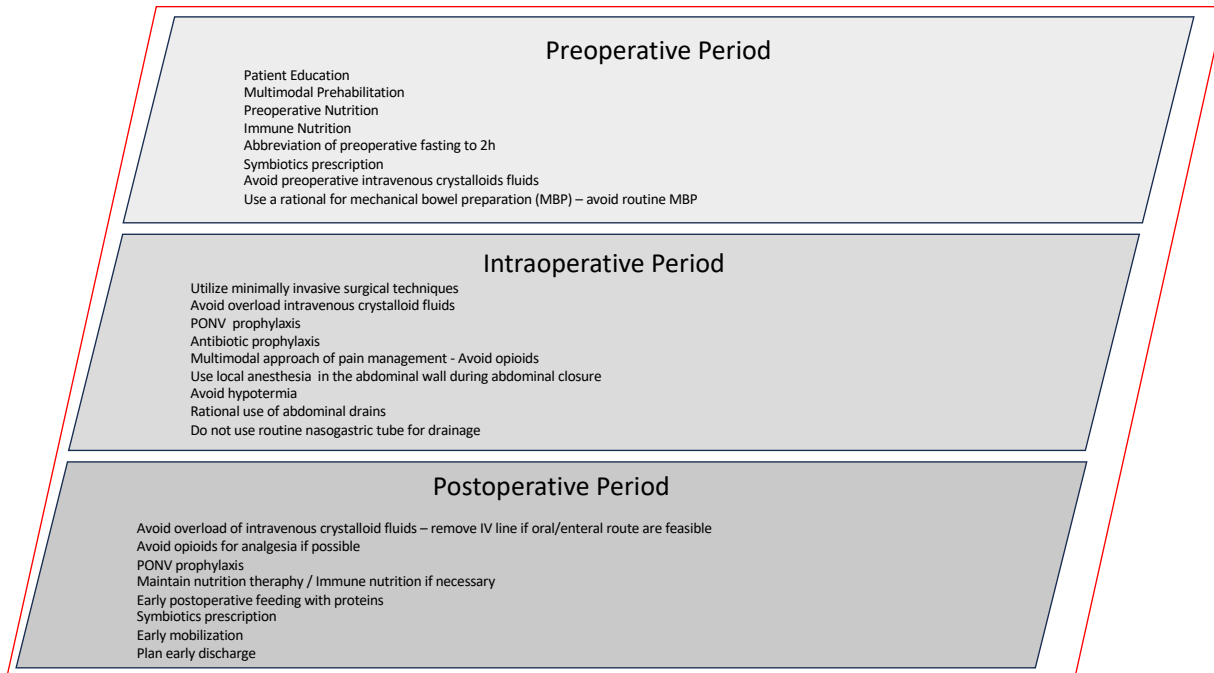 Preoperative Period
Patient Education
Multimodal Prehabilitation
Preoperative Nutrition
Immune Nutrition
Abbreviation of preoperative fasting to 2h
Symbiotics prescription
Avoid preoperative intravenous crystalloids fluids
Use a rational for mechanical bowel preparation (MBP) – avoid routine MBP
Intraoperative Period
Utilize minimally invasive surgical techniques
Avoid overload intravenous crystalloid fluids
PONV  prophylaxis
Antibiotic prophylaxis
Multimodal approach of pain management - Avoid opioids
Use local anesthesia  in the abdominal wall during abdominal closure
Avoid hypotermia
Rational use of abdominal drains
Do not use routine nasogastric tube for drainage
Postoperative Period
Avoid overload of intravenous crystalloid fluids – remove IV line if oral/enteral route are feasible
Avoid opioids for analgesia if possible
PONV prophylaxis
Maintain nutrition theraphy / Immune nutrition if necessary
Early postoperative feeding with proteins
Symbiotics prescription
Early mobilization
Plan early discharge